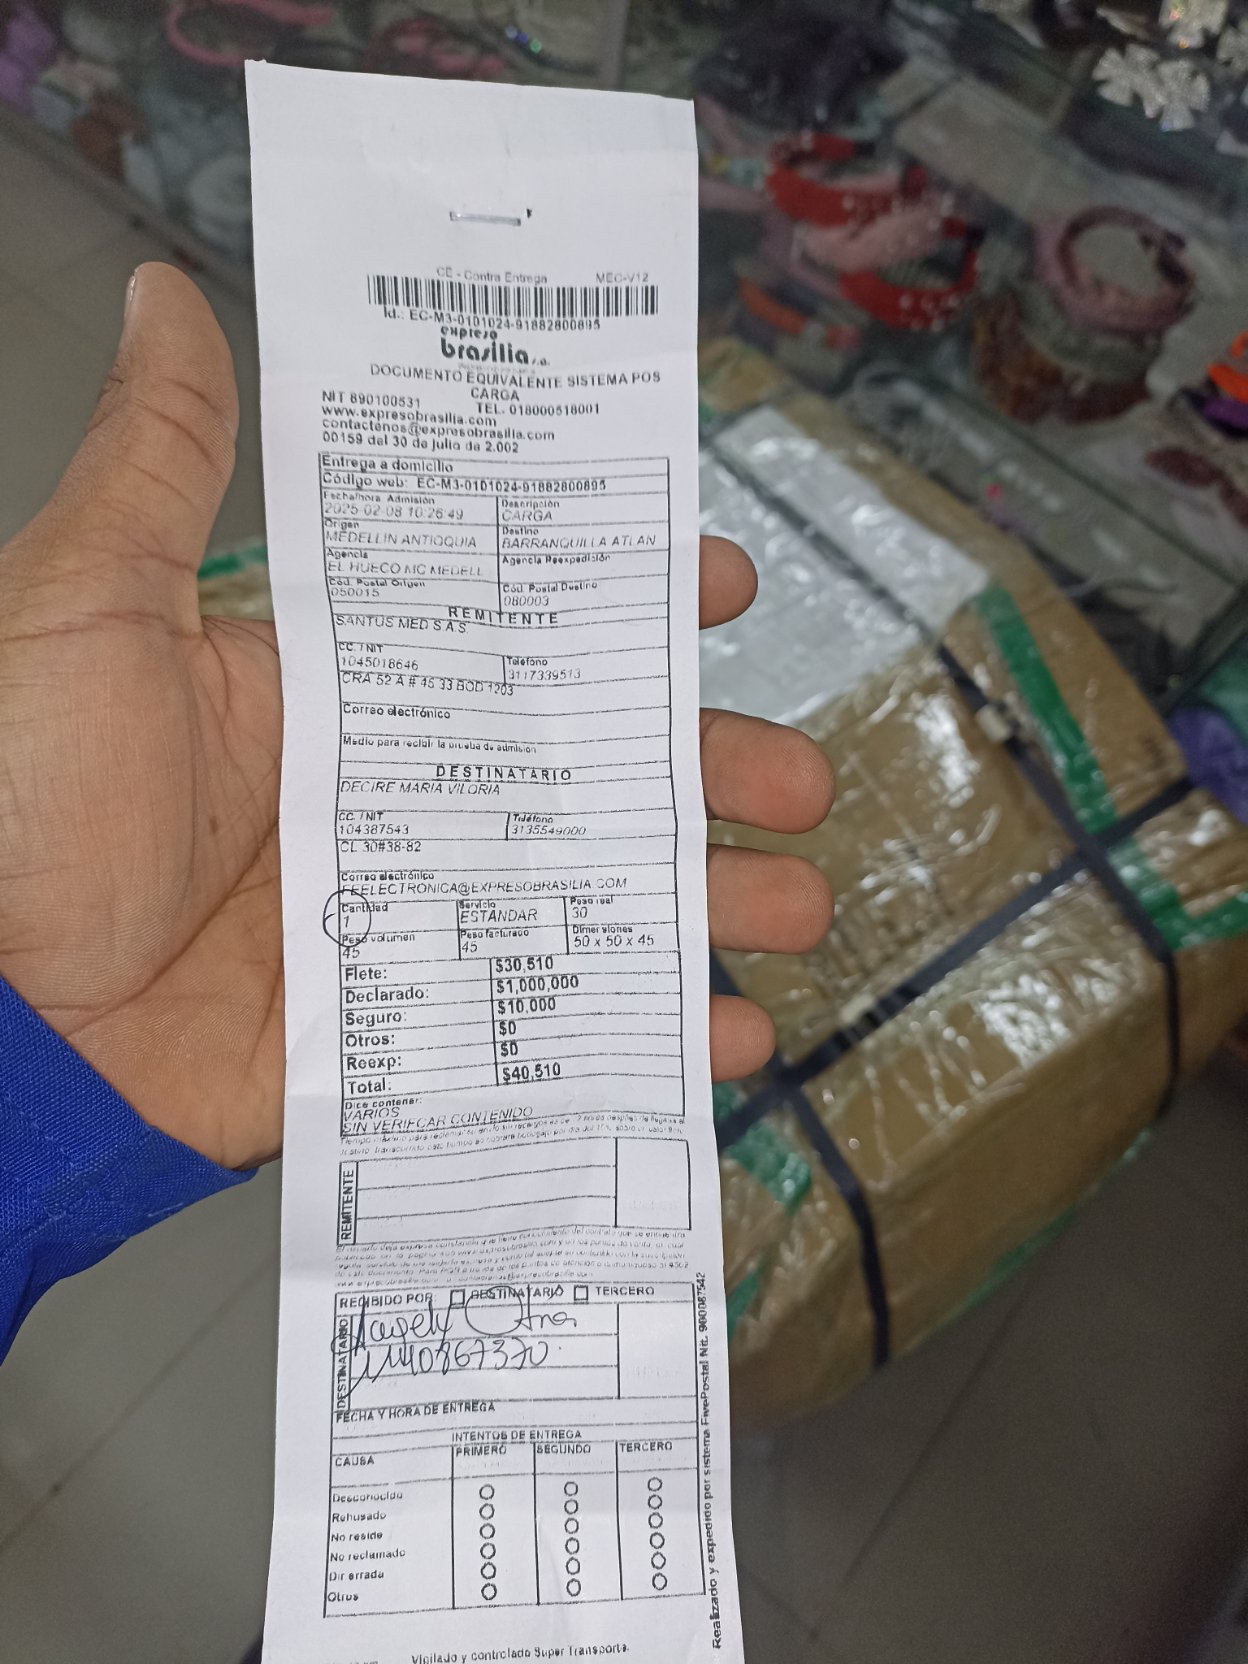 CE - Contra Entrega MEC-V12
Id.: EC-M3-0101024-91882800895
expreso
brasilia s.a.
DOCUMENTO EQUIVALENTE SISTEMA POS
CARGA
NIT 890100531 TEL. 018000518001
www.expresobrasilia.com
contactenos@expresobrasilia.com
00159 del 30 de julio de 2.002
Entrega a domicilio
Código web: EC-M3-0101024-91882800895
Fecha/hora Admisión Descripción
2025-02-08 10:26:49 CARGA
Origen Destino
MEDELLIN ANTIOQUIA BARRANQUILLA ATLAN
Agencia Agencia Reexpedición
EL HUECO MC MEDELL
Cód. Postal Origen Cód. Postal Destino
050015 080003
REMITENTE
SANTUS MED S.A.S.
CC. / NIT Teléfono
1045018646 3117339513
CRA 52 A # 45 33 BOD 1203
Correo electrónico
Medio para recibir la prueba de admisión
DESTINATARIO
DECIRE MARIA VILORIA
CC. / NIT Teléfono
104387543 3135549000
CL 30#38-82
Correo electrónico
FEELECTRONICA@EXPRESOBRASILIA.COM
Cantidad Servicio Peso real
1 ESTANDAR 30
Peso volumen Peso facturado Dimensiones
45 45 50 x 50 x 45
Flete: $30,510
Declarado: $1,000,000
Seguro: $10,000
Otros: $0
Reexp: $0
Total: $40,510
Dice contener:
VARIOS
SIN VERIFICAR CONTENIDO
REMITENTE
RECIBIDO POR: DESTINATARIO TERCERO
DESTINATARIO
1140867370
FECHA Y HORA DE ENTREGA
INTENTOS DE ENTREGA
CAUSA PRIMERO SEGUNDO TERCERO
Desconocido
Rehusado
No reside
No reclamado
Dir errada
Otros
Realizado y expedido por sistema FivePostal Nit. 900087542
Vigilado y controlado Super Transporte.